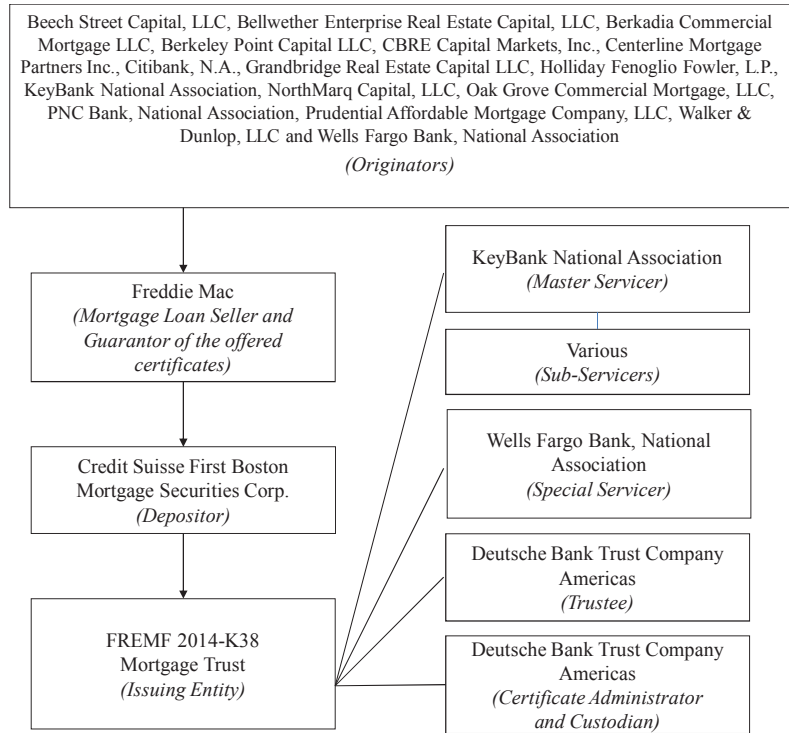 Beech Street Capital, LLC, Bellwether Enterprise Real Estate Capital, LLC, Berkadia Commercial
Mortgage LLC, Berkeley Point Capital LLC, CBRE Capital Markets, Inc., Centerline Mortgage
Partners Inc., Citibank, N.A., Grandbridge Real Estate Capital LLC, Holliday Fenoglio Fowler, L.P.,
KeyBank National Association, NorthMarq Capital, LLC, Oak Grove Commercial Mortgage, LLC,
PNC Bank, National Association, Prudential Affordable Mortgage Company, LLC, Walker &
Dunlop, LLC and Wells Fargo Bank, National Association
(Originators)
Freddie Mac
(Mortgage Loan Seller and
Guarantor of the offered
certificates)
Credit Suisse First Boston
Mortgage Securities Corp.
(Depositor)
FREMF 2014-K38
Mortgage Trust
(Issuing Entity)
KeyBank National Association
(Master Servicer)
Various
(Sub-Servicers)
Wells Fargo Bank, National
Association
(Special Servicer)
Deutsche Bank Trust Company
Americas
(Trustee)
Deutsche Bank Trust Company
Americas
(Certificate Administrator
and Custodian)